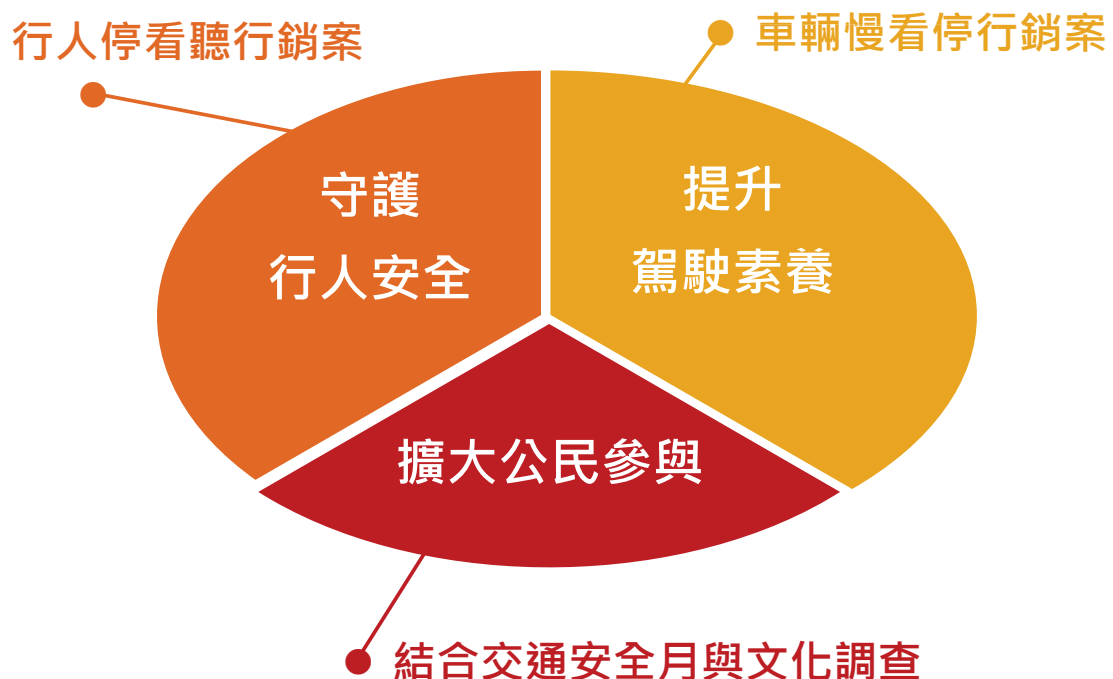 行人停看聽行銷案
車輛慢看停行銷案
守護
行人安全
提升
駕駛素養
擴大公民參與
結合交通安全月與文化調查